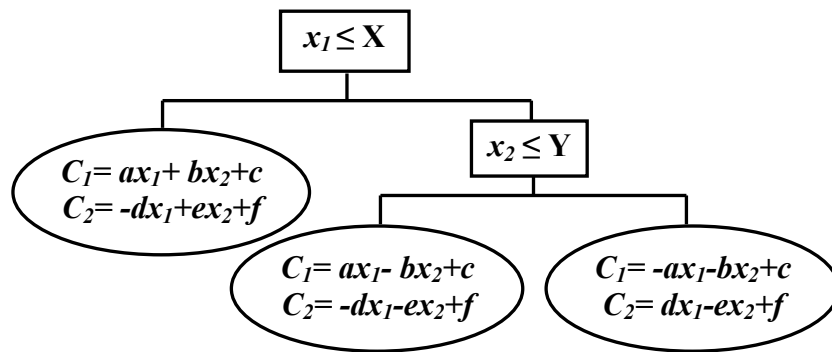 x₁ ≤ X
x₂ ≤ Y
C₁= ax₁+ bx₂+c
C₂= -dx₁+ex₂+f
C₁= ax₁- bx₂+c
C₂= -dx₁-ex₂+f
C₁= -ax₁-bx₂+c
C₂= dx₁-ex₂+f